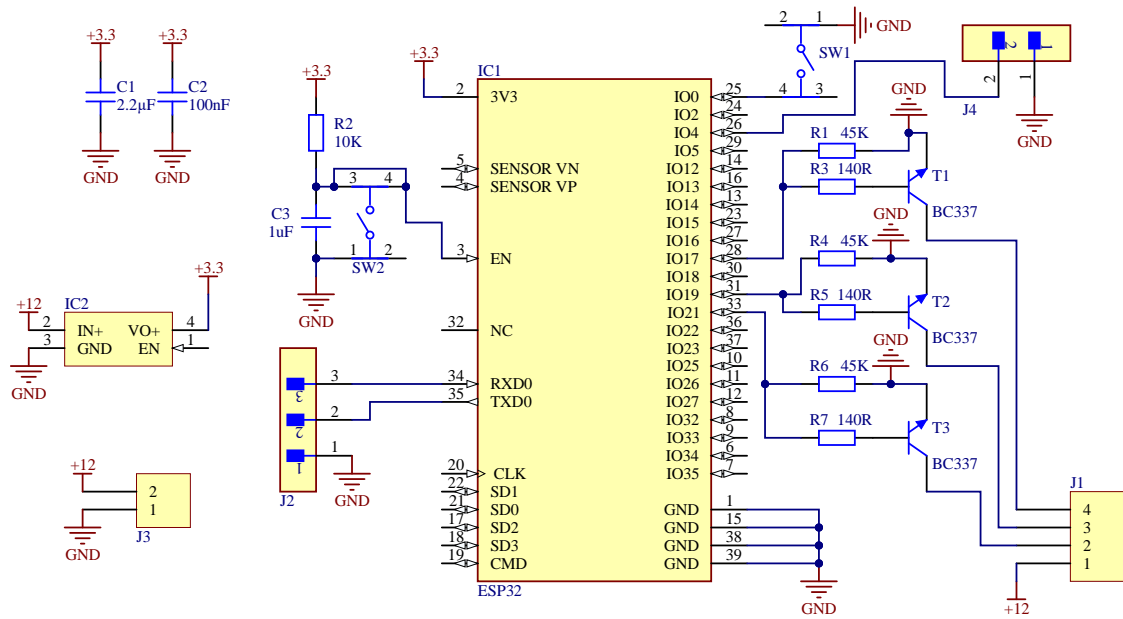 +3.3
C1
2.2µF
GND
+3.3
C2
100nF
GND
+12
IC2
+3.3
2 IN+ VO+ 4
3 GND EN 1
GND
+12
2
1
J3
GND
+3.3
R2
10K
3 4
C3
1uF
1 2
SW2
GND
3 3
2 2
1 1
J2
GND
+3.3
IC1
2 3V3
5 SENSOR VN
4 SENSOR VP
3 EN
32 NC
34 RXD0
35 TXD0
20 CLK
22 SD1
21 SD0
17 SD2
18 SD3
19 CMD
ESP32
IO0 25
IO2 24
IO4 26
IO5 29
IO12 14
IO13 16
IO14 13
IO15 23
IO16 27
IO17 28
IO18 30
IO19 31
IO21 33
IO22 36
IO23 37
IO25 10
IO26 11
IO27 12
IO32 8
IO33 9
IO34 6
IO35 7
GND 1
GND 15
GND 38
GND 39
GND
2 1
GND
SW1
4 3
2 1
2 1
J4
GND
GND
R1 45K
R3 140R
T1
BC337
GND
R4 45K
R5 140R
T2
BC337
GND
R6 45K
R7 140R
T3
BC337
J1
4
3
2
1
+12